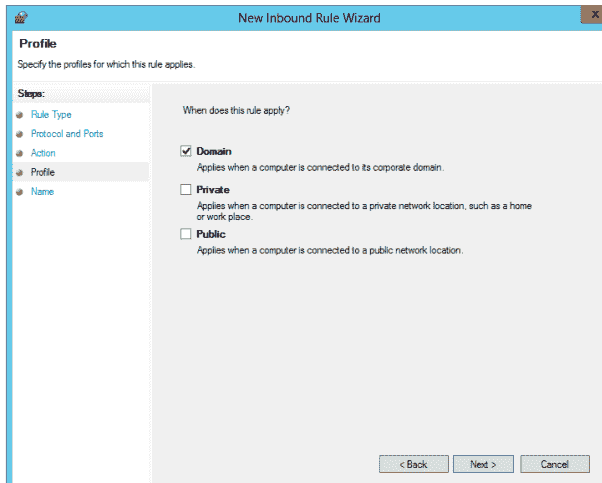 New Inbound Rule Wizard
x
Profile
Specify the profiles for which this rule applies.
Steps:
Rule Type
Protocol and Ports
Action
Profile
Name
When does this rule apply?
Domain
Applies when a computer is connected to its corporate domain.
Private
Applies when a computer is connected to a private network location, such as a home
or work place.
Public
Applies when a computer is connected to a public network location.
< Back
Next >
Cancel